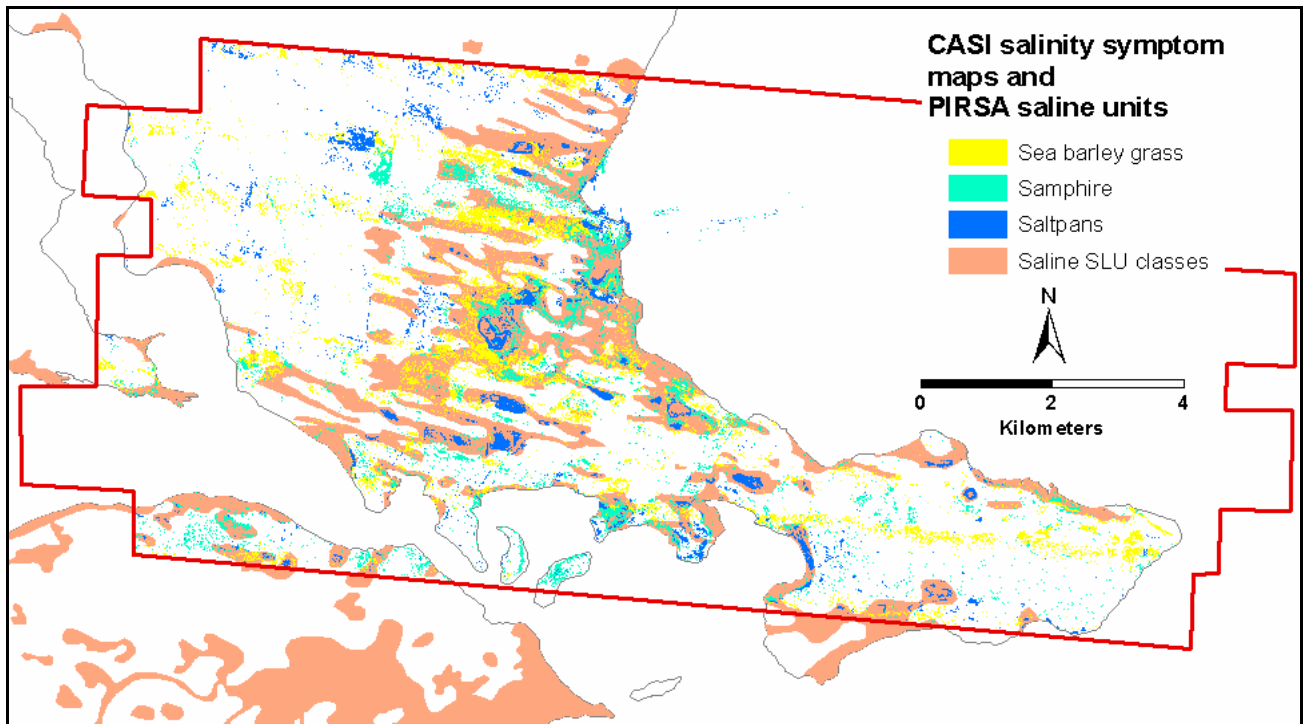 CASI salinity symptom
maps and
PIRSA saline units
Sea barley grass
Samphire
Saltpans
Saline SLU classes
N
0 2 4
Kilometers